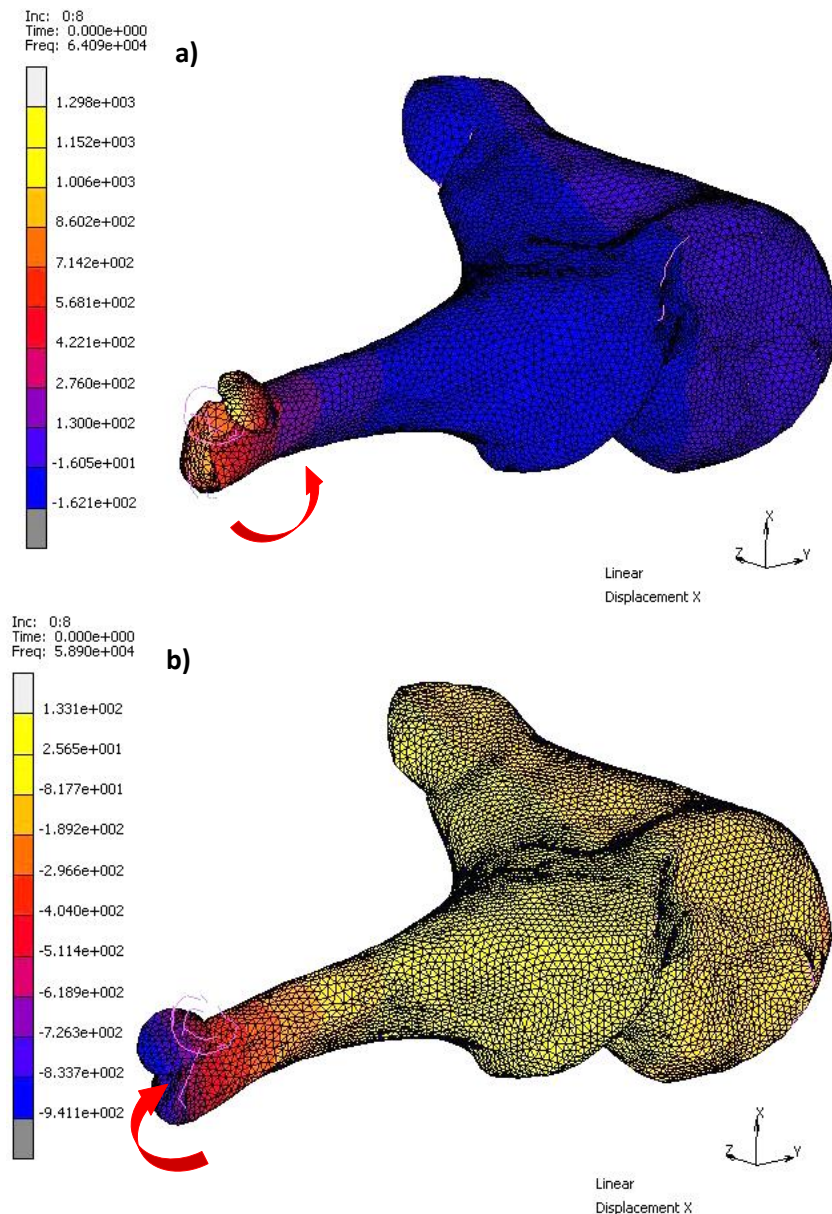 Inc: 0:8
Time: 0.000e+000
Freq: 6.409e+004
a)
1.298e+003
1.152e+003
1.006e+003
8.602e+002
7.142e+002
5.681e+002
4.221e+002
2.760e+002
1.300e+002
-1.605e+001
-1.621e+002
X
Z
Y
Linear
Displacement X
Inc: 0:8
Time: 0.000e+000
Freq: 5.890e+004
b)
1.331e+002
2.565e+001
-8.177e+001
-1.892e+002
-2.966e+002
-4.040e+002
-5.114e+002
-6.189e+002
-7.263e+002
-8.337e+002
-9.411e+002
X
Z
Y
Linear
Displacement X